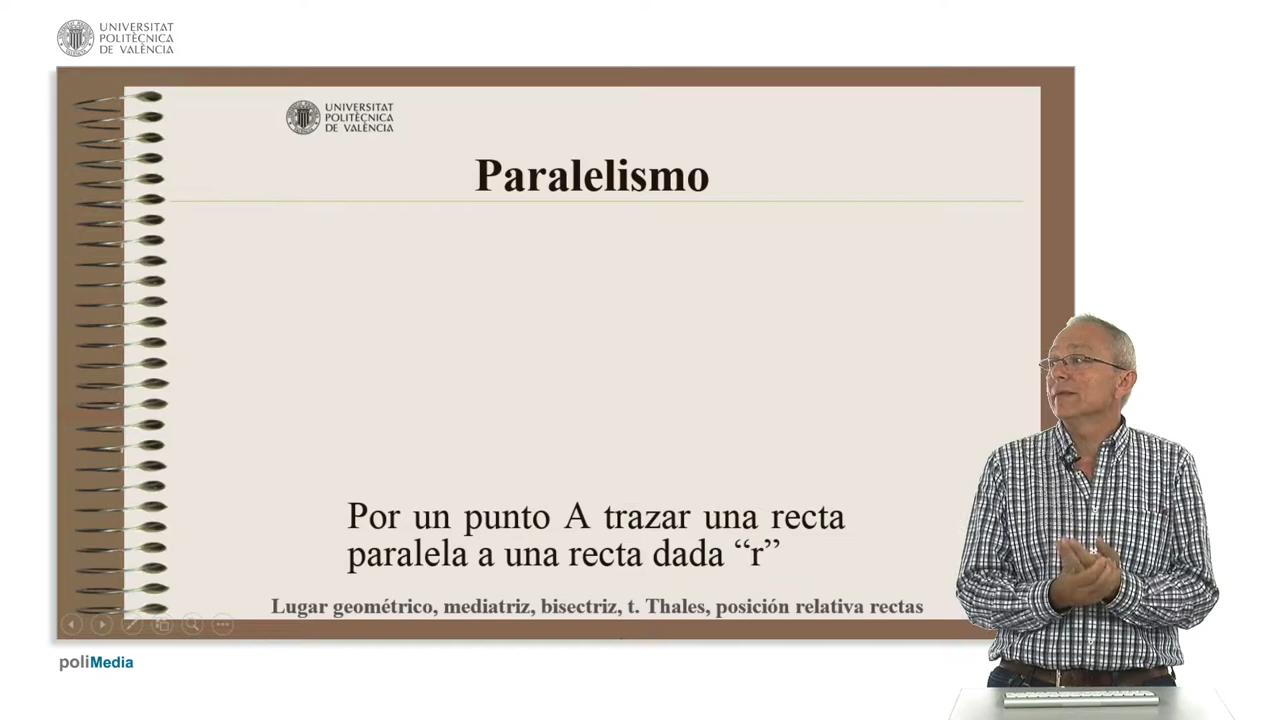 UNIVERSITAT
POLITÈCNICA
DE VALÈNCIA
UNIVERSITAT
POLITÈCNICA
DE VALÈNCIA
Paralelismo
Por un punto A trazar una recta
paralela a una recta dada “r”
Lugar geométrico, mediatriz, bisectriz, t. Thales, posición relativa rectas
poliMedia